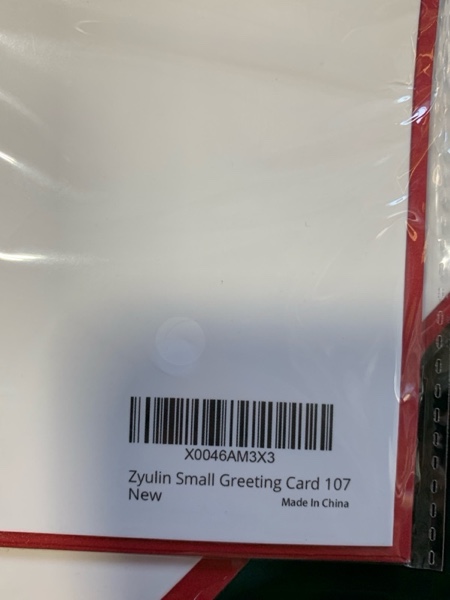 X0046AM3X3
Zyulin Small Greeting Card 107
New
Made In China